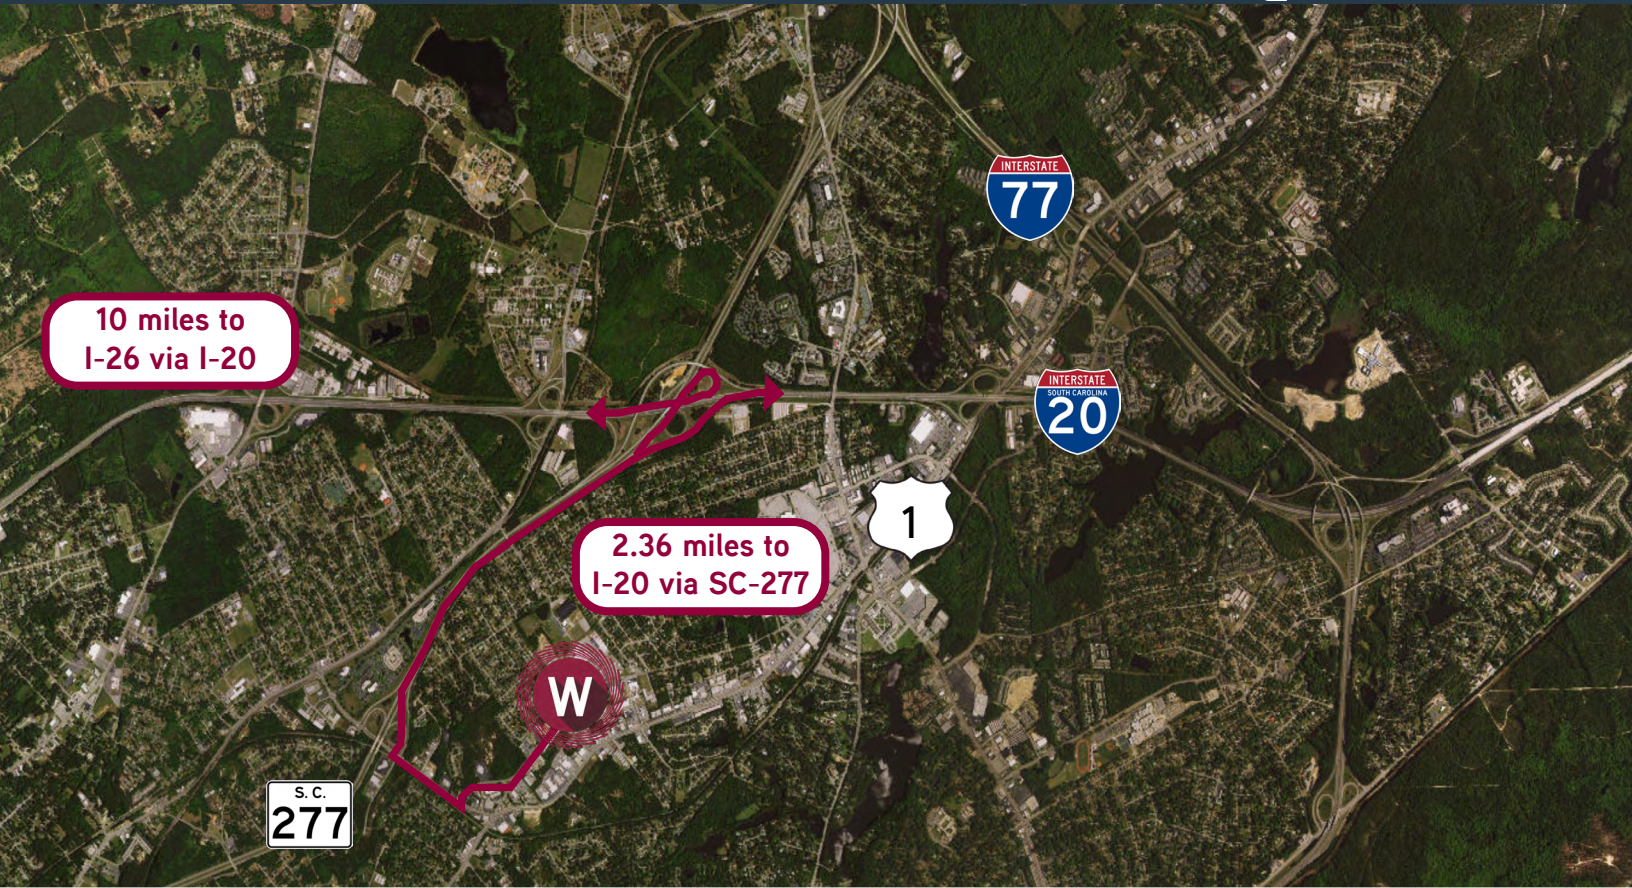 INTERSTATE
77
10 miles to
I-26 via I-20
INTERSTATE
SOUTH CAROLINA
20
1
2.36 miles to
I-20 via SC-277
W
S. C.
277